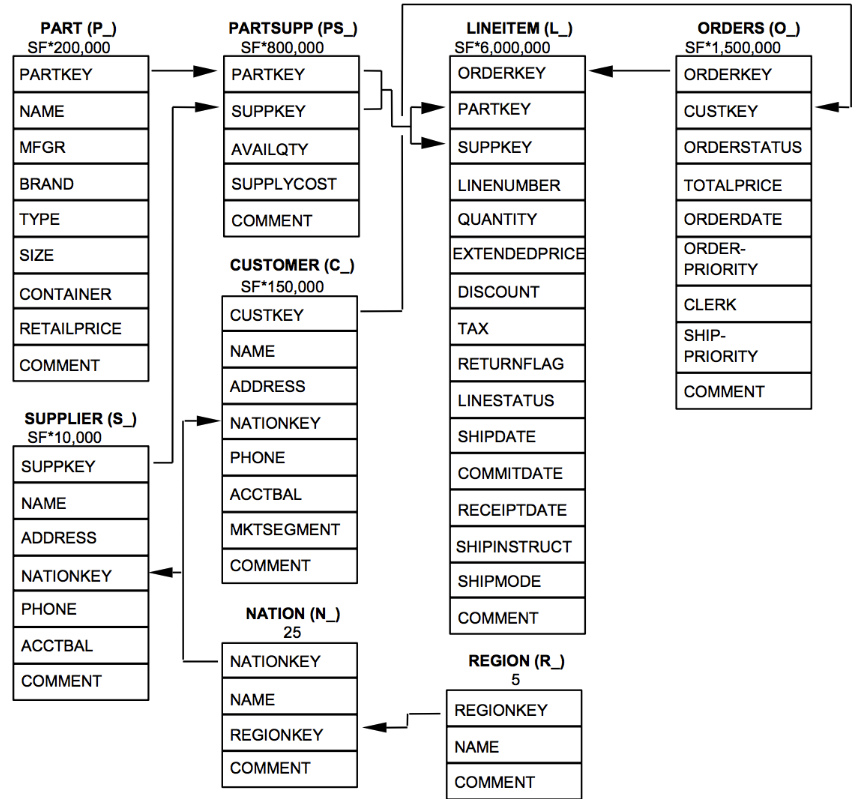 PART (P_)
SF*200,000
PARTKEY
NAME
MFGR
BRAND
TYPE
SIZE
CONTAINER
RETAILPRICE
COMMENT
SUPPLIER (S_)
SF*10,000
SUPPKEY
NAME
ADDRESS
NATIONKEY
PHONE
ACCTBAL
COMMENT
PARTSUPP (PS_)
SF*800,000
PARTKEY
SUPPKEY
AVAILQTY
SUPPLYCOST
COMMENT
CUSTOMER (C_)
SF*150,000
CUSTKEY
NAME
ADDRESS
NATIONKEY
PHONE
ACCTBAL
MKTSEGMENT
COMMENT
NATION (N_)
25
NATIONKEY
NAME
REGIONKEY
COMMENT
LINEITEM (L_)
SF*6,000,000
ORDERKEY
PARTKEY
SUPPKEY
LINENUMBER
QUANTITY
EXTENDEDPRICE
DISCOUNT
TAX
RETURNFLAG
LINESTATUS
SHIPDATE
COMMITDATE
RECEIPTDATE
SHIPINSTRUCT
SHIPMODE
COMMENT
REGION (R_)
5
REGIONKEY
NAME
COMMENT
ORDERS (O_)
SF*1,500,000
ORDERKEY
CUSTKEY
ORDERSTATUS
TOTALPRICE
ORDERDATE
ORDER-
PRIORITY
CLERK
SHIP-
PRIORITY
COMMENT